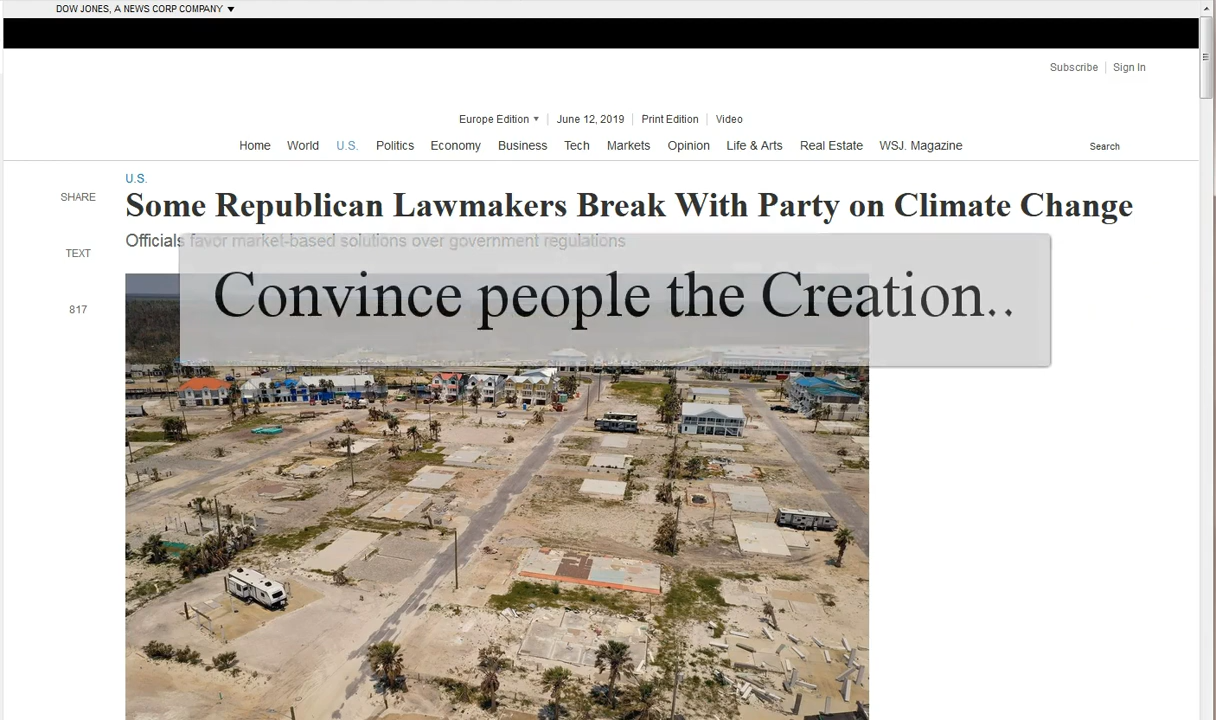 DOW JONES, A NEWS CORP COMPANY
Subscribe Sign In
Europe Edition June 12, 2019 Print Edition Video
Home World U.S. Politics Economy Business Tech Markets Opinion Life & Arts Real Estate WSJ. Magazine Search
U.S.
SHARE
Some Republican Lawmakers Break With Party on Climate Change
Officials favor market-based solutions over government regulations
TEXT
Convince people the Creation..
817